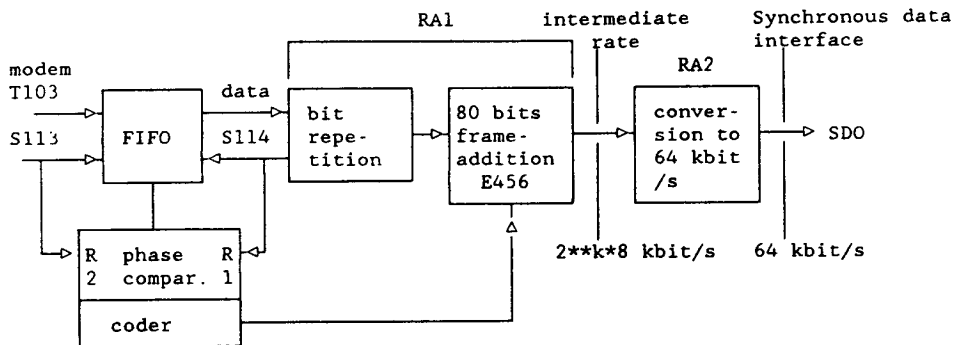 RA1
intermediate
rate
Synchronous data
interface
RA2
modem
T103
data
S113
FIFO
S114
bit
repe-
tition
80 bits
frame-
addition
E456
conver-
sion to
64 kbit
/s
SDO
R phase R
2 compar. 1
coder
2**k*8 kbit/s
64 kbit/s